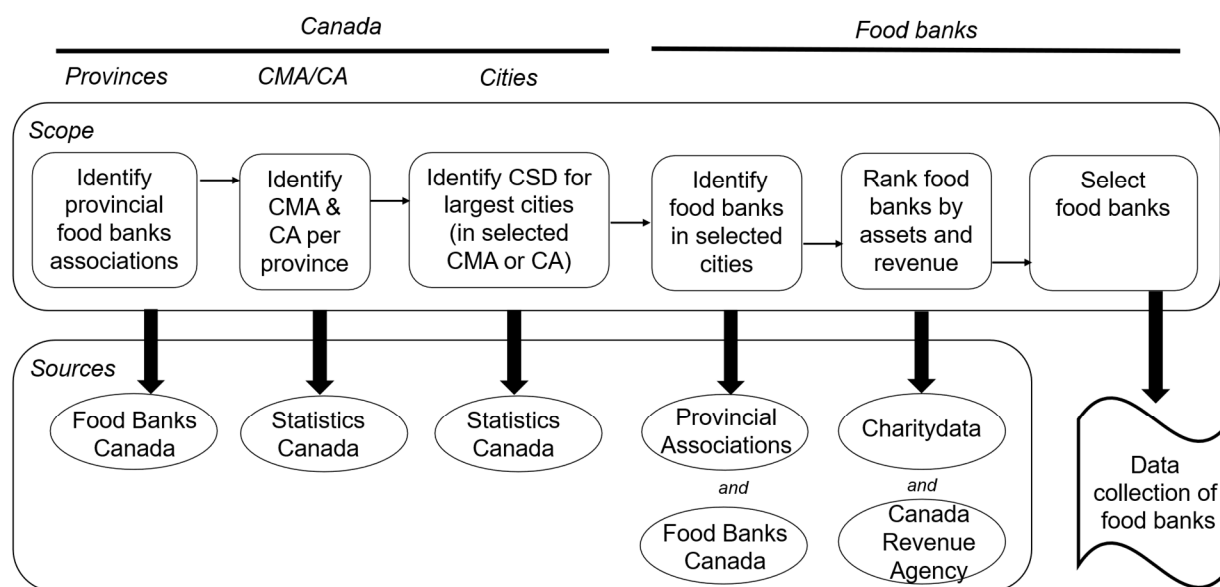 Canada
Food banks
Provinces
CMA/CA
Cities
Scope
Identify
provincial
food banks
associations
Identify
CMA &
CA per
province
Identify CSD for
largest cities
(in selected
CMA or CA)
Identify
food banks
in selected
cities
Rank food
banks by
assets and
revenue
Select
food banks
Sources
Food Banks
Canada
Statistics
Canada
Statistics
Canada
Provincial
Associations
and
Food Banks
Canada
Charitydata
and
Canada
Revenue
Agency
Data
collection of
food banks